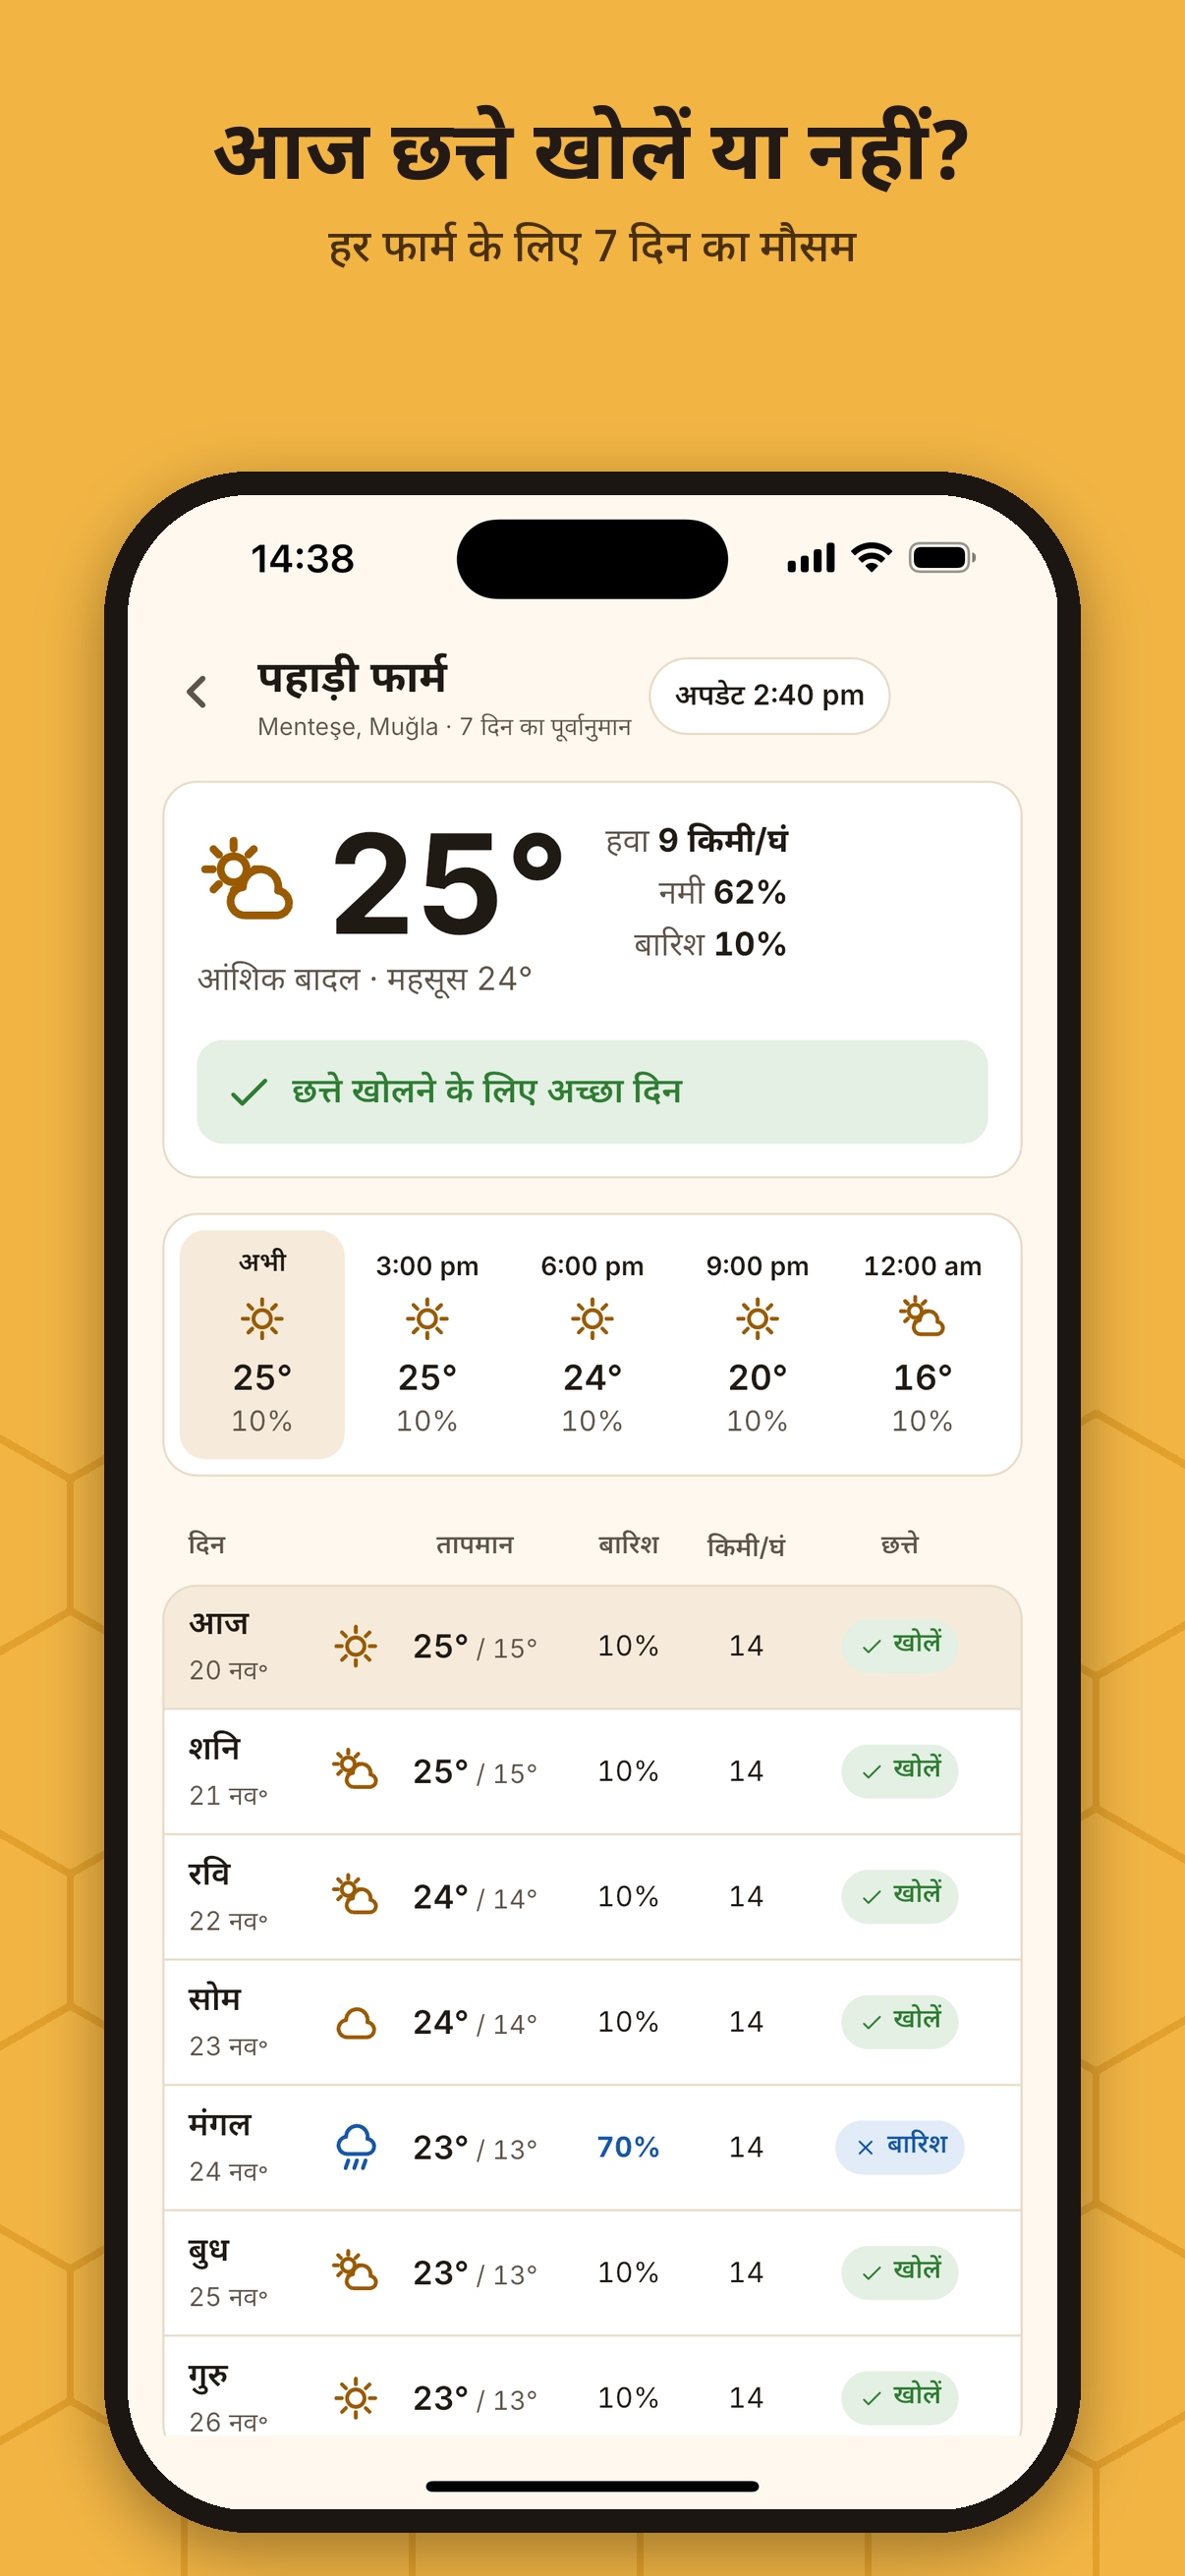 आज छत्ते खोलें या नहीं?
हर फार्म के लिए 7 दिन का मौसम
14:38
पहाड़ी फार्म
Menteşe, Muğla · 7 दिन का पूर्वानुमान
अपडेट 2:40 pm
25°
हवा 9 किमी/घं
नमी 62%
बारिश 10%
आंशिक बादल · महसूस 24°
छत्ते खोलने के लिए अच्छा दिन
अभी 3:00 pm 6:00 pm 9:00 pm 12:00 am
25° 25° 24° 20° 16°
10% 10% 10% 10% 10%
दिन तापमान बारिश किमी/घं छत्ते
आज
20 नव॰
25° / 15° 10% 14 खोलें
शनि
21 नव॰
25° / 15° 10% 14 खोलें
रवि
22 नव॰
24° / 14° 10% 14 खोलें
सोम
23 नव॰
24° / 14° 10% 14 खोलें
मंगल
24 नव॰
23° / 13° 70% 14 बारिश
बुध
25 नव॰
23° / 13° 10% 14 खोलें
गुरु
26 नव॰
23° / 13° 10% 14 खोलें